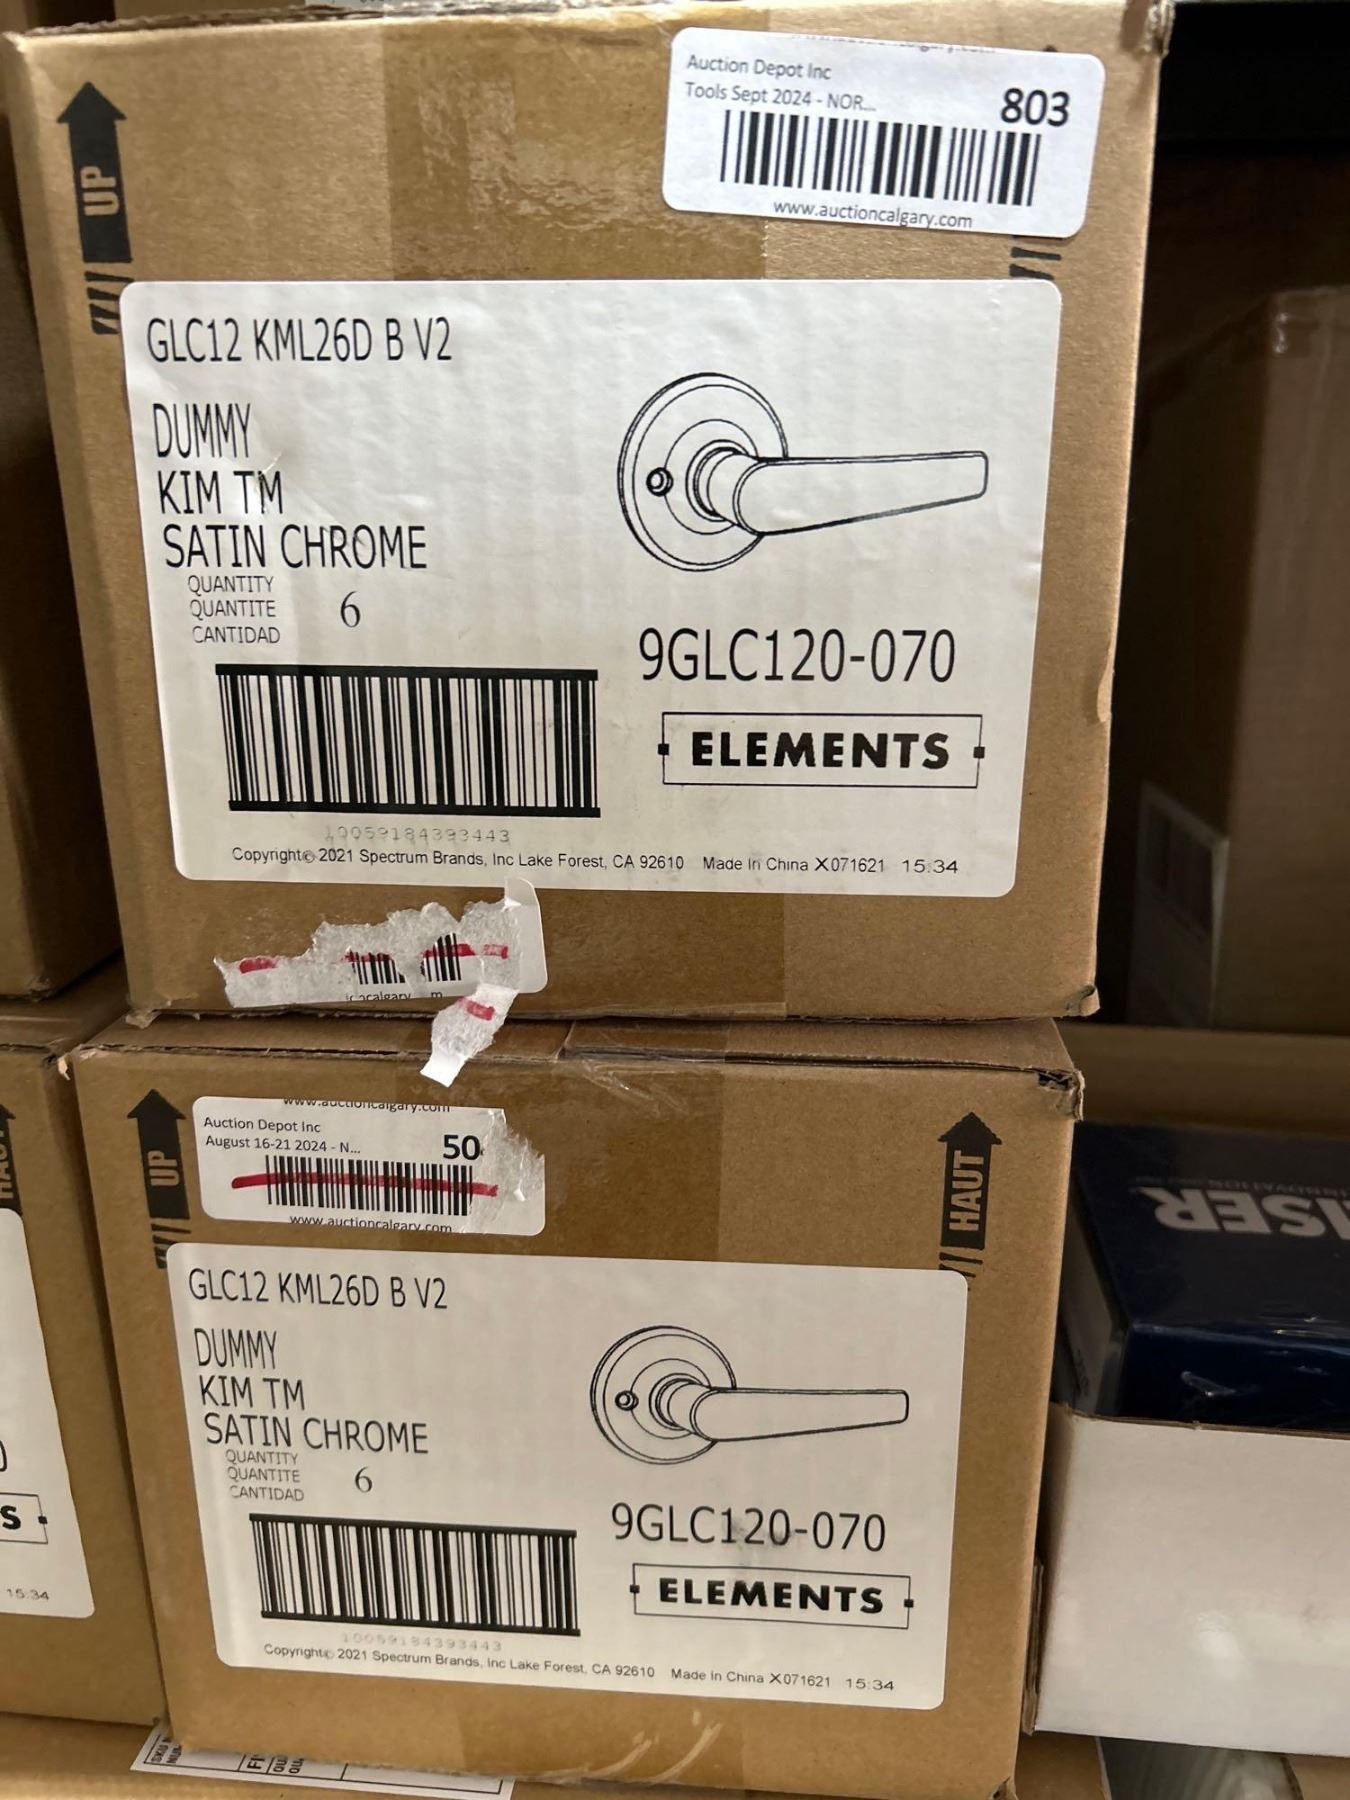 Auction Depot Inc
Tools Sept 2024 - NOR...
803
www.auctioncalgary.com
UP
GLC12 KML26D B V2
DUMMY
KIM TM
SATIN CHROME
QUANTITY
QUANTITE
CANTIDAD
6
9GLC120-070
ELEMENTS
10059184393443
Copyright© 2021 Spectrum Brands, Inc Lake Forest, CA 92610 Made In China X071621 15:34
www.auctioncalgary.com
Auction Depot Inc
August 16-21 2024 - N...
50
www.auctioncalgary.com
UP
HAUT
GLC12 KML26D B V2
DUMMY
KIM TM
SATIN CHROME
QUANTITY
QUANTITE
CANTIDAD
6
9GLC120-070
ELEMENTS
10059184393443
Copyright© 2021 Spectrum Brands, Inc Lake Forest, CA 92610 Made In China X071621 15:34
15:34